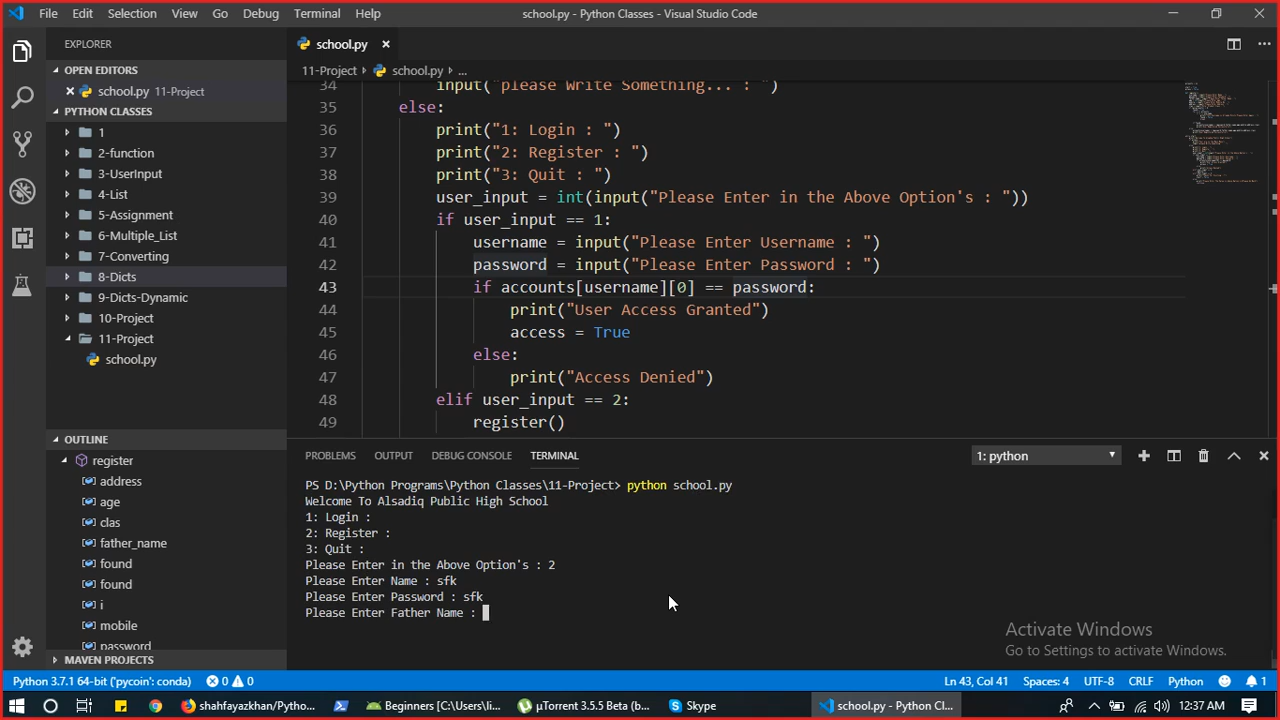 File Edit Selection View Go Debug Terminal Help
school.py - Python Classes - Visual Studio Code
EXPLORER
OPEN EDITORS
school.py 11-Project
PYTHON CLASSES
1
2-function
3-UserInput
4-List
5-Assignment
6-Multiple_List
7-Converting
8-Dicts
9-Dicts-Dynamic
10-Project
11-Project
school.py
OUTLINE
register
address
age
clas
father_name
found
found
i
mobile
password
MAVEN PROJECTS
school.py
11-Project school.py ...
34 input("please Write Something... : ")
35 else:
36 print("1: Login : ")
37 print("2: Register : ")
38 print("3: Quit : ")
39 user_input = int(input("Please Enter in the Above Option's : "))
40 if user_input == 1:
41 username = input("Please Enter Username : ")
42 password = input("Please Enter Password : ")
43 if accounts[username][0] == password:
44 print("User Access Granted")
45 access = True
46 else:
47 print("Access Denied")
48 elif user_input == 2:
49 register()
PROBLEMS OUTPUT DEBUG CONSOLE TERMINAL 1: python
PS D:\Python Programs\Python Classes\11-Project> python school.py
Welcome To Alsadiq Public High School
1: Login :
2: Register :
3: Quit :
Please Enter in the Above Option's : 2
Please Enter Name : sfk
Please Enter Password : sfk
Please Enter Father Name :
Activate Windows
Go to Settings to activate Windows.
Python 3.7.1 64-bit ('pycoin': conda) 0 0 Ln 43, Col 41 Spaces: 4 UTF-8 CRLF Python 1
shahfayazkhan/Pytho... Beginners [C:\Users\li... µTorrent 3.5.5 Beta (b... Skype school.py - Python Cl... 12:37 AM